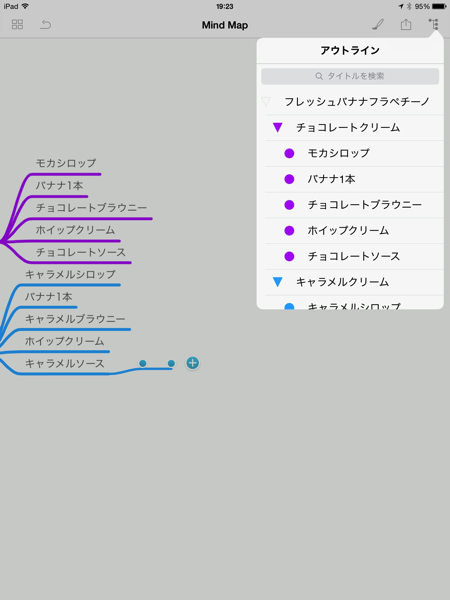 iPad 19:23 95%
Mind Map
アウトライン
タイトルを検索
フレッシュバナナフラペチーノ
チョコレートクリーム
モカシロップ
バナナ1本
チョコレートブラウニー
ホイップクリーム
チョコレートソース
キャラメルクリーム
キャラメルシロップ
モカシロップ
バナナ1本
チョコレートブラウニー
ホイップクリーム
チョコレートソース
キャラメルシロップ
バナナ1本
キャラメルブラウニー
ホイップクリーム
キャラメルソース